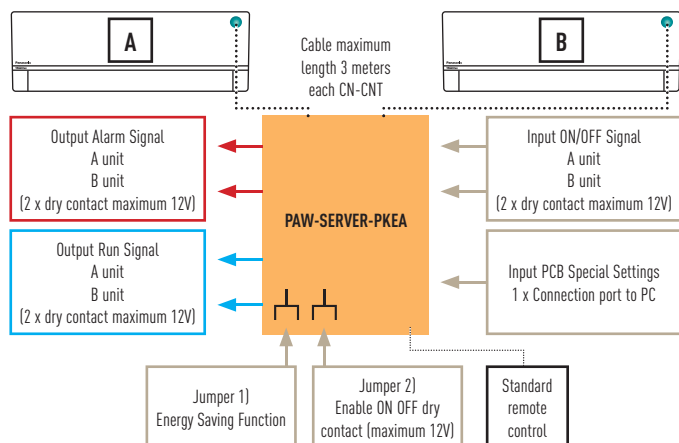 Panasonic
A
Cable maximum
length 3 meters
each CN-CNT
Panasonic
B
Output Alarm Signal
A unit
B unit
(2 x dry contact maximum 12V)
Input ON/OFF Signal
A unit
B unit
(2 x dry contact maximum 12V)
PAW-SERVER-PKEA
Output Run Signal
A unit
B unit
(2 x dry contact maximum 12V)
Input PCB Special Settings
1 x Connection port to PC
Jumper 1)
Energy Saving Function
Jumper 2)
Enable ON OFF dry
contact (maximum 12V)
Standard
remote
control